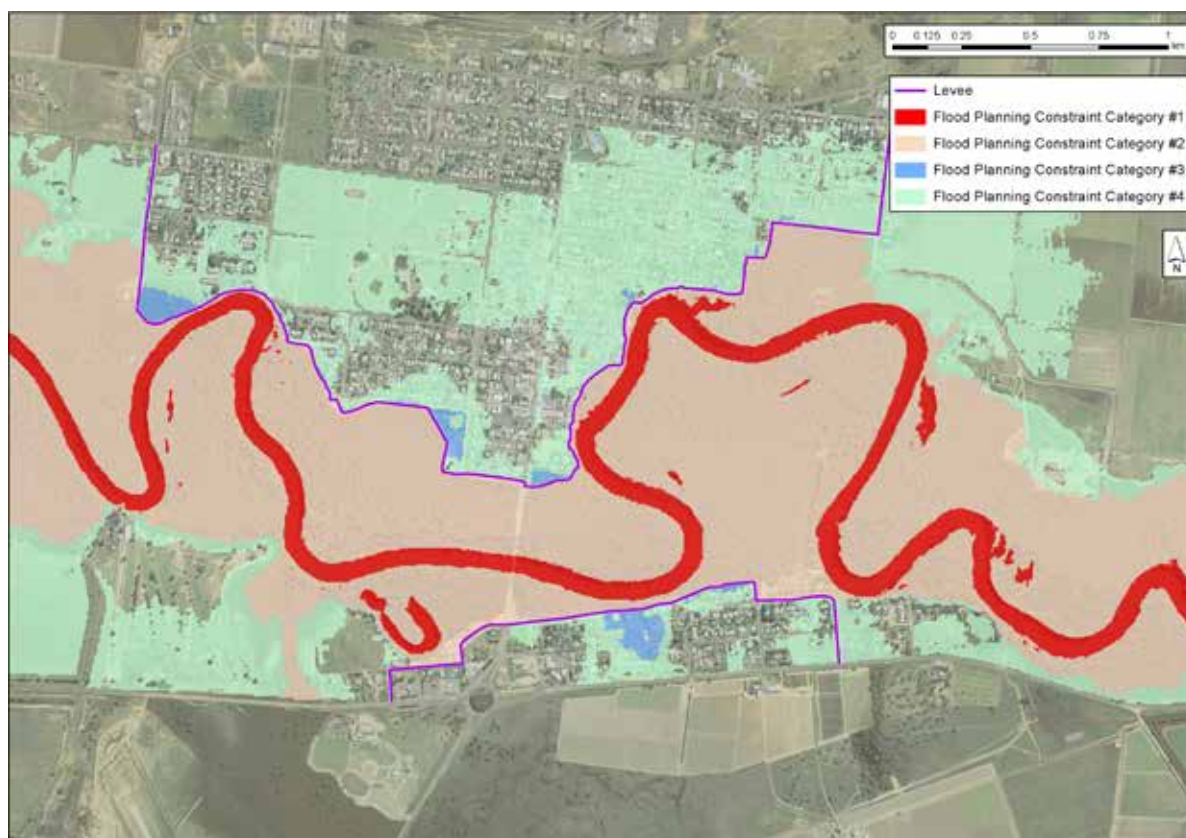 0 0.125 0.25 0.5 0.75 1
km
Levee
Flood Planning Constraint Category #1
Flood Planning Constraint Category #2
Flood Planning Constraint Category #3
Flood Planning Constraint Category #4
N